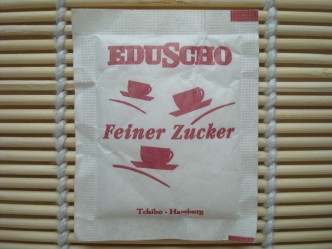 EDUSCHO
Feiner Zucker
Tchibo - Hamburg